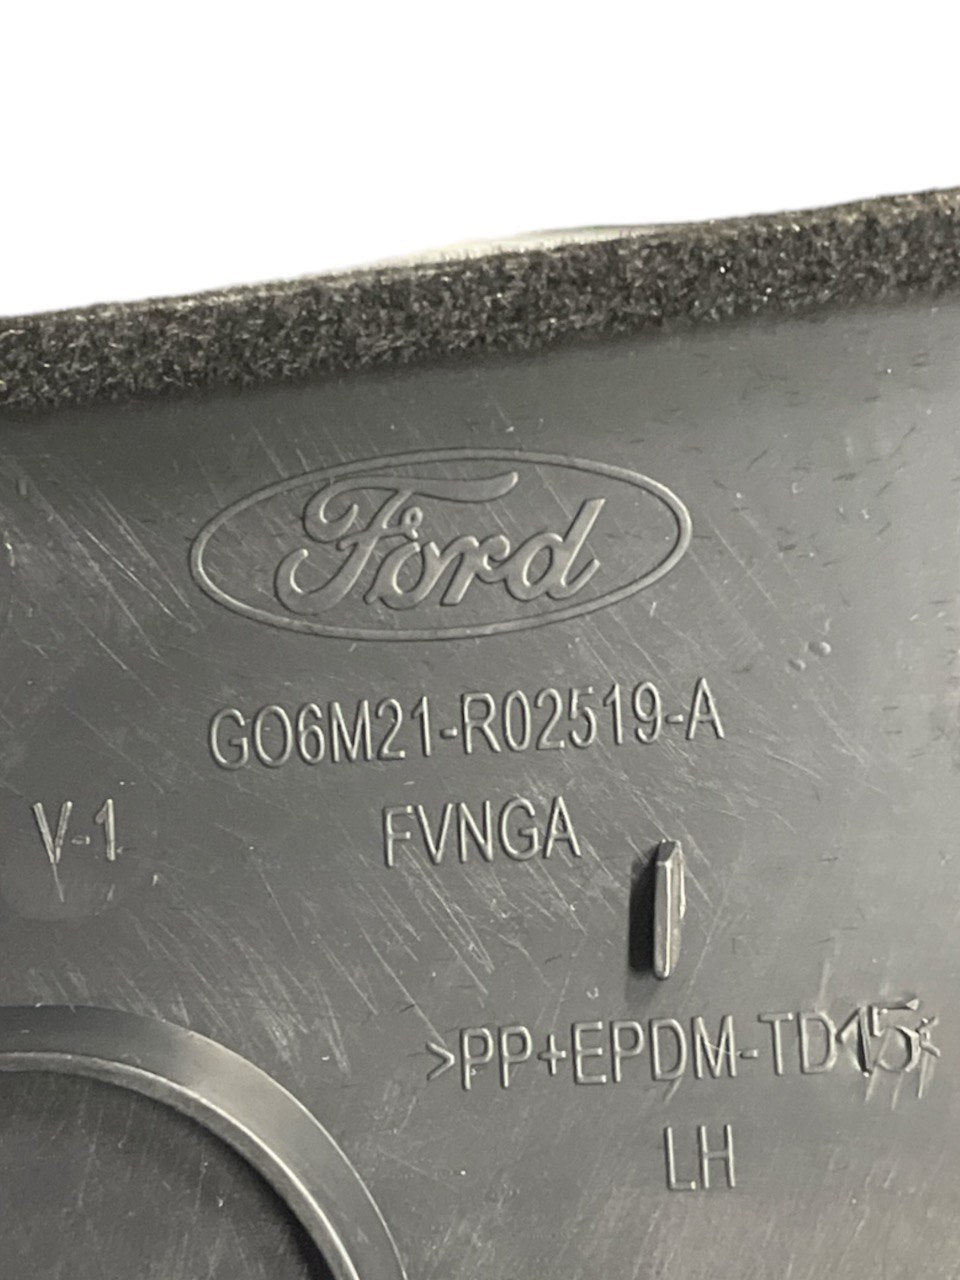 Ford
GO6M21-R02519-A
V-1
FVNGA
>PP+EPDM-TD15<
LH